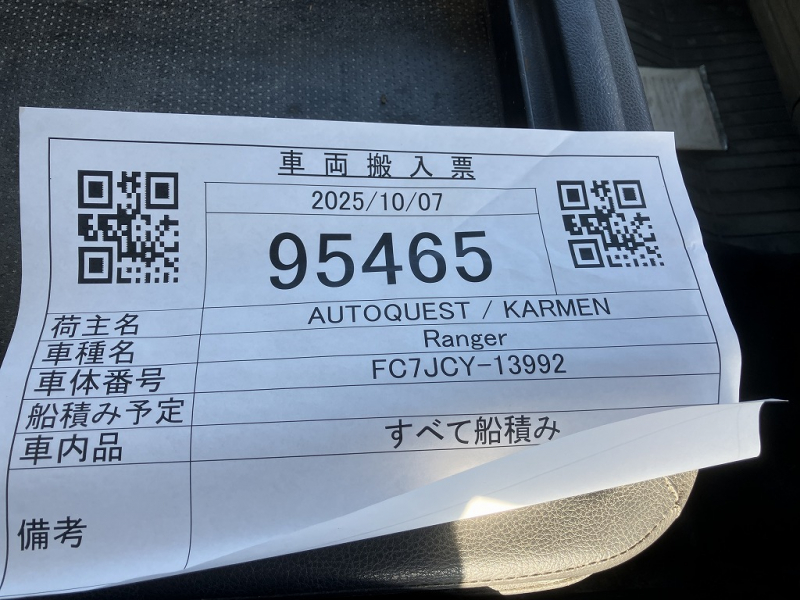 車両搬入票
2025/10/07
95465
荷主名 AUTOQUEST / KARMEN
車種名 Ranger
車体番号 FC7JCY-13992
船積み予定
車内品 すべて船積み
備考